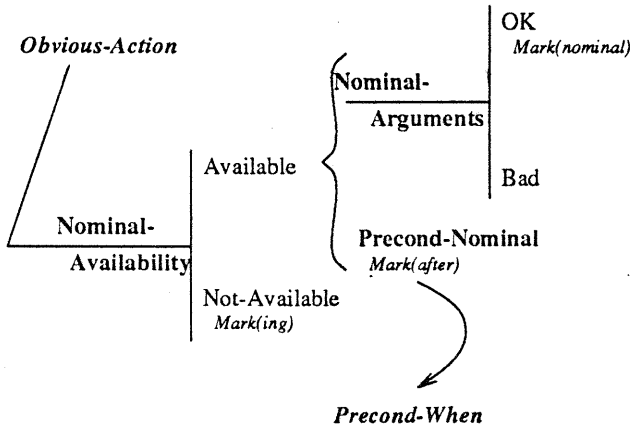 Obvious-Action
Nominal-
Availability
Available
Not-Available
Mark(ing)
Nominal-
Arguments
OK
Mark(nominal)
Bad
Precond-Nominal
Mark(after)
Precond-When